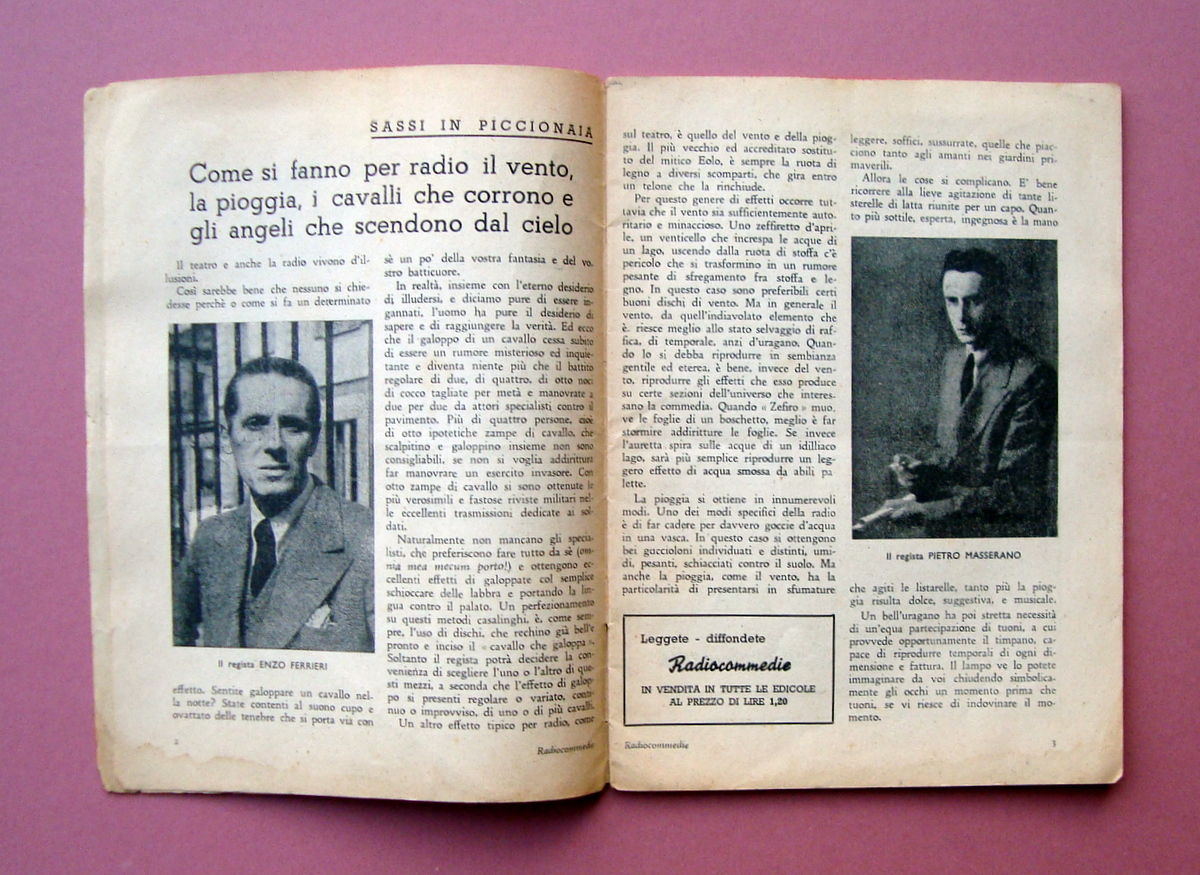 SASSI IN PICCIONAIA
Come si fanno per radio il vento,
la pioggia, i cavalli che corrono e
gli angeli che scendono dal cielo
Il teatro e anche la radio vivono d'il-
lusioni.
Così sarebbe bene che nessuno si chie-
desse perchè o come si fa un determinato
Il regista ENZO FERRIERI
effetto. Sentite galoppare un cavallo nel-
la notte? State contenti al suono cupo e
ovattato delle tenebre che si porta via con
sè un po' della vostra fantasia e del vo-
stro batticuore.
In realtà, insieme con l'eterno desiderio
di illudersi, e diciamo pure di essere in-
gannati, l'uomo ha pure il desiderio di
sapere e di raggiungere la verità. Ed ecco
che il galoppo di un cavallo cessa subito
di essere un rumore misterioso ed inquie-
tante e diventa niente più che il battito
regolare di due, di quattro, di otto noci
di cocco tagliate per metà e manovrate a
due per due da attori specialisti contro il
pavimento. Più di quattro persone, cioè
di otto ipotetiche zampe di cavallo, che
scalpitino e galoppino insieme non sono
consigliabili, se non si voglia addirittura
far manovrare un esercito invasore. Con
otto zampe di cavallo si sono ottenute le
più verosimili e fastose riviste militari nel-
le eccellenti trasmissioni dedicate ai sol-
dati.
Naturalmente non mancano gli specia-
listi, che preferiscono fare tutto da sè (om-
nia mea mecum porto!) e ottengono ec-
cellenti effetti di galoppate col semplice
schioccare delle labbra e portando la lin-
gua contro il palato. Un perfezionamento
su questi metodi casalinghi, è, come sem-
pre, l'uso di dischi, che rechino già bell'e
pronto e inciso il « cavallo che galoppa ».
Soltanto il regista potrà decidere la con-
venienza di scegliere l'uno o l'altro di que-
sti mezzi, a seconda che l'effetto di galop-
po si presenti regolare o variato, conti-
nuo o improvviso, di uno o di più cavalli.
Un altro effetto tipico per radio, come
2
Radiocommedie
sul teatro, è quello del vento e della piog-
gia. Il più vecchio ed accreditato sostitu-
to del mitico Eolo, è sempre la ruota di
legno a diversi scomparti, che gira entro
un telone che la rinchiude.
Per questo genere di effetti occorre tut-
tavia che il vento sia sufficientemente auto-
ritario e minaccioso. Uno zeffiretto d'apri-
le, un venticello che increspa le acque di
un lago, uscendo dalla ruota di stoffa c'è
pericolo che si trasformino in un rumore
pesante di sfregamento fra stoffa e le-
gno. In questo caso sono preferibili certi
buoni dischi di vento. Ma in generale il
vento, da quell'indiavolato elemento che
è, riesce meglio allo stato selvaggio di raf-
fica, di temporale, anzi d'uragano. Quan-
do lo si debba riprodurre in sembianza
gentile ed eterea, è bene, invece del ven-
to, riprodurre gli effetti che esso produce
su certe sezioni dell'universo che interes-
sano la commedia. Quando « Zefiro » muo-
ve le foglie di un boschetto, meglio è far
stormire addiritture le foglie. Se invece
l'auretta spira sulle acque di un idilliaco
lago, sarà più semplice riprodurre un leg-
gero effetto di acqua smossa da abili pa
lette.
La pioggia si ottiene in innumerevoli
modi. Uno dei modi specifici della radio
è di far cadere per davvero goccie d'acqua
in una vasca. In questo caso si ottengono
bei gucciolioni individuati e distinti, umi-
di, pesanti, schiacciati contro il suolo. Ma
anche la pioggia, come il vento, ha la
particolarità di presentarsi in sfumature
Leggete - diffondete
Radiocommedie
IN VENDITA IN TUTTE LE EDICOLE
AL PREZZO DI LIRE 1,20
leggere, soffici, sussurrate, quelle che piac-
ciono tanto agli amanti nei giardini pri-
maverili.
Allora le cose si complicano. E' bene
ricorrere alla lieve agitazione di tante li-
sterelle di latta riunite per un capo. Quan-
to più sottile, esperta, ingegnosa è la mano
Il regista PIETRO MASSERANO
che agiti le listarelle, tanto più la piog-
gia risulta dolce, suggestiva, e musicale.
Un bell'uragano ha poi stretta necessità
di un'equa partecipazione di tuoni, a cui
provvede opportunamente il timpano, ca-
pace di riprodurre temporali di ogni di-
mensione e fattura. Il lampo ve lo potete
immaginare da voi chiudendo simbolica-
mente gli occhi un momento prima che
tuoni, se vi riesce di indovinare il mo-
mento.
Radiocommedie
3